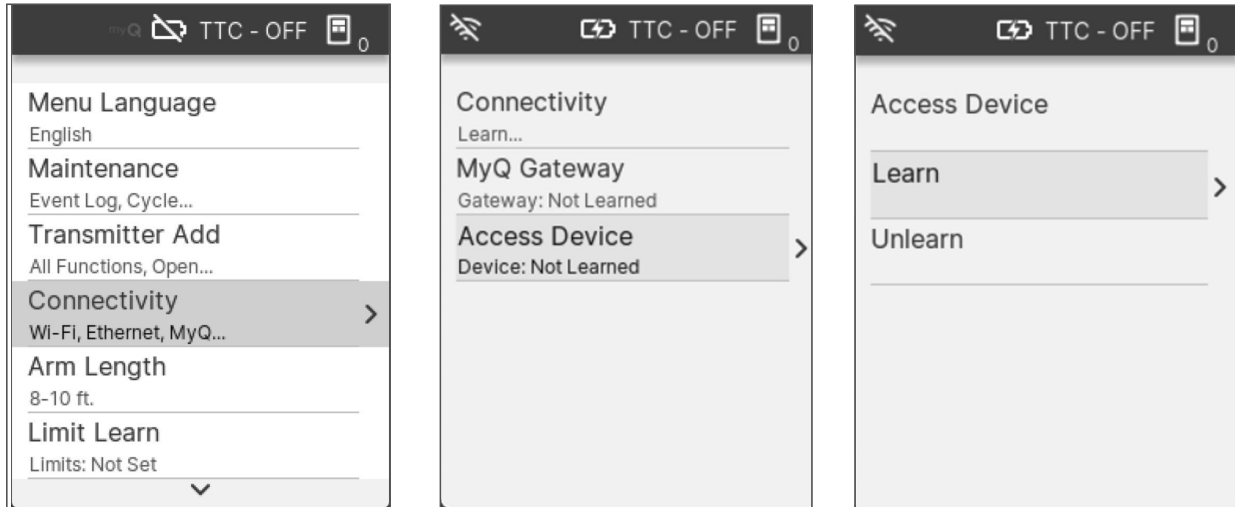 myQ TTC - OFF 0
Menu Language
English
Maintenance
Event Log, Cycle...
Transmitter Add
All Functions, Open...
Connectivity
Wi-Fi, Ethernet, MyQ...
Arm Length
8-10 ft.
Limit Learn
Limits: Not Set
TTC - OFF 0
Connectivity
Learn...
MyQ Gateway
Gateway: Not Learned
Access Device
Device: Not Learned
TTC - OFF 0
Access Device
Learn
Unlearn